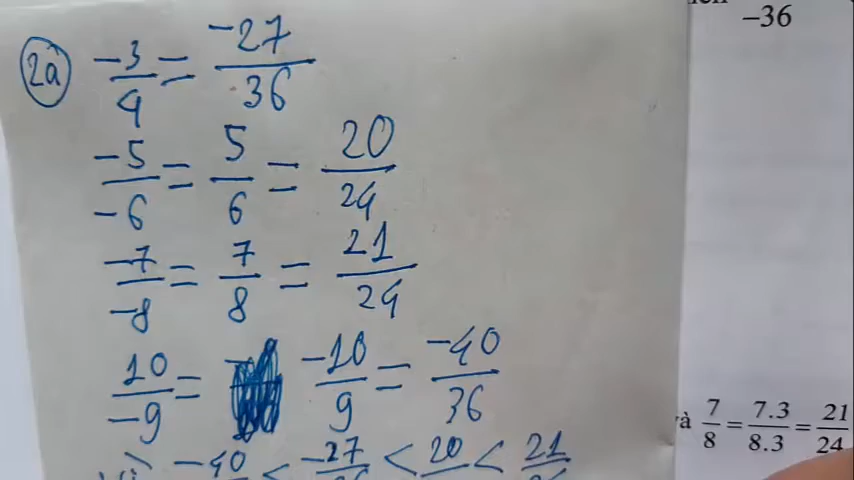 2a -3/4 = -27/36
-5/-6 = 5/6 = 20/24
-7/-8 = 7/8 = 21/24
10/-9 = -10/9 = -40/36
-40 < -27 < 20 < 21
-36
7/8 = 7.3/8.3 = 21/24